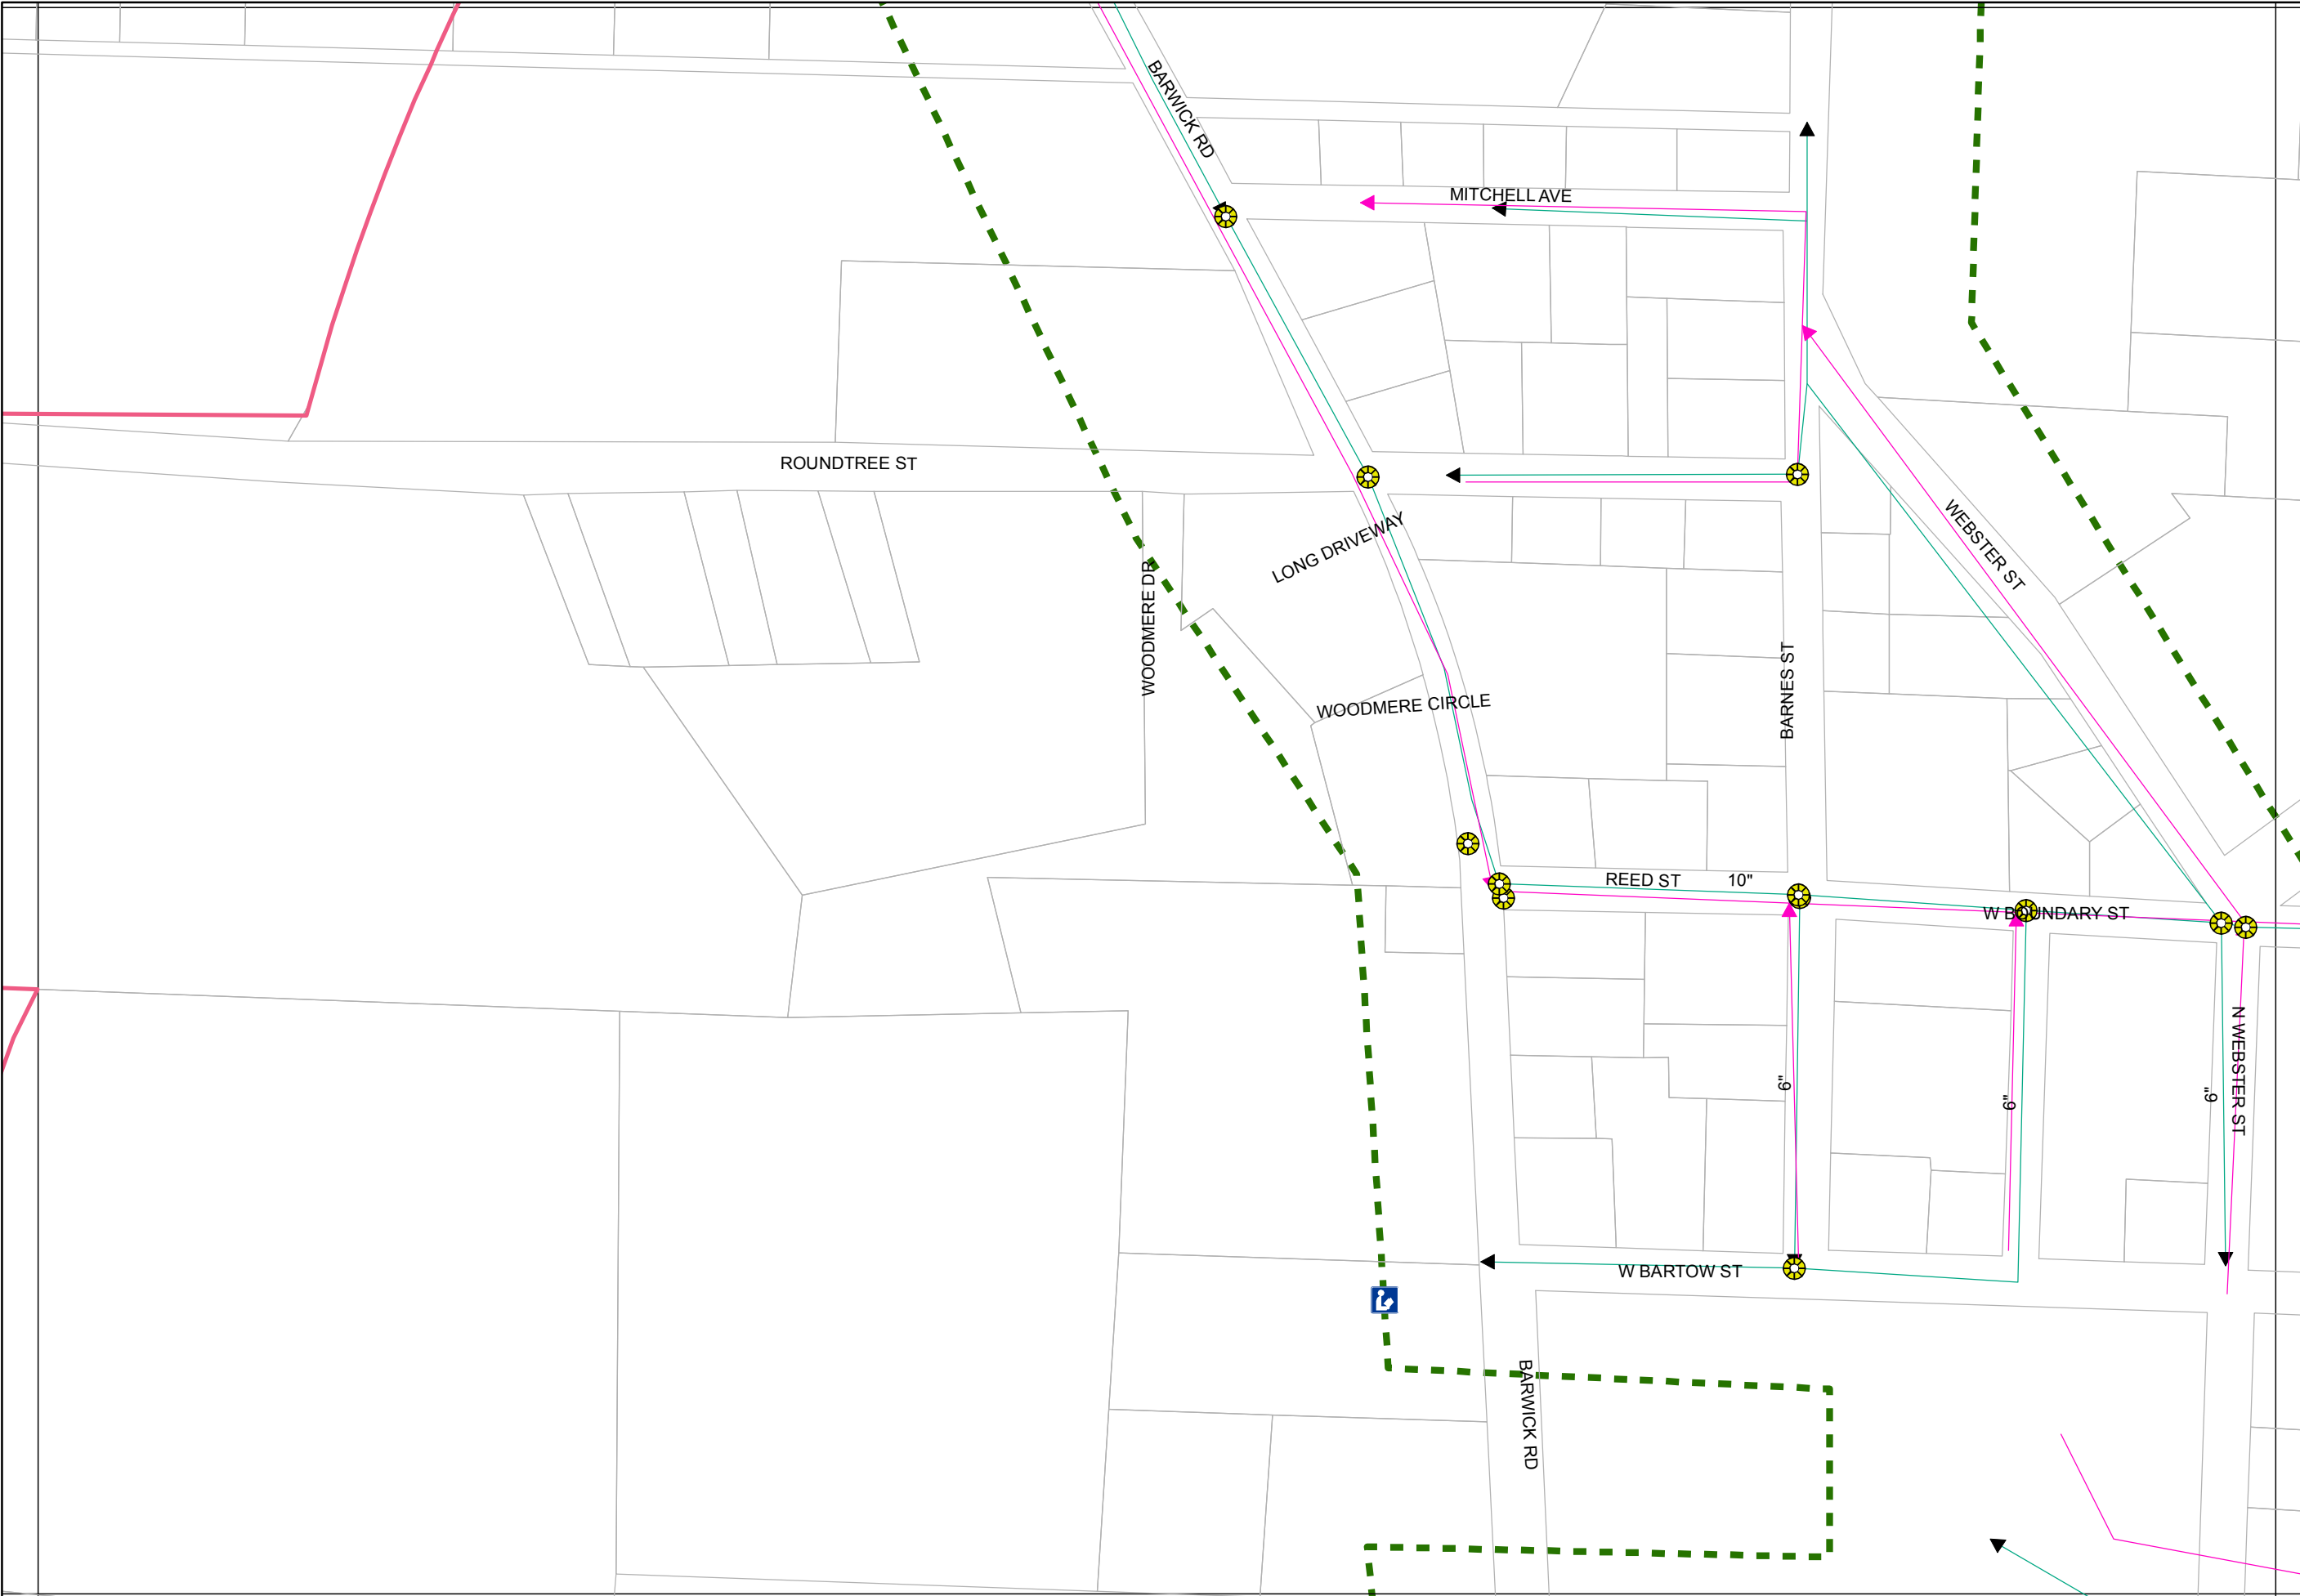 BARWICK RD
MITCHELL AVE
ROUNDTREE ST
LONG DRIVEWAY
WEBSTER ST
WOODMERE DR
WOODMERE CIRCLE
BARNES ST
REED ST
10"
W BOUNDARY ST
N WEBSTER ST
6"
6"
6"
W BARTOW ST
BARWICK RD